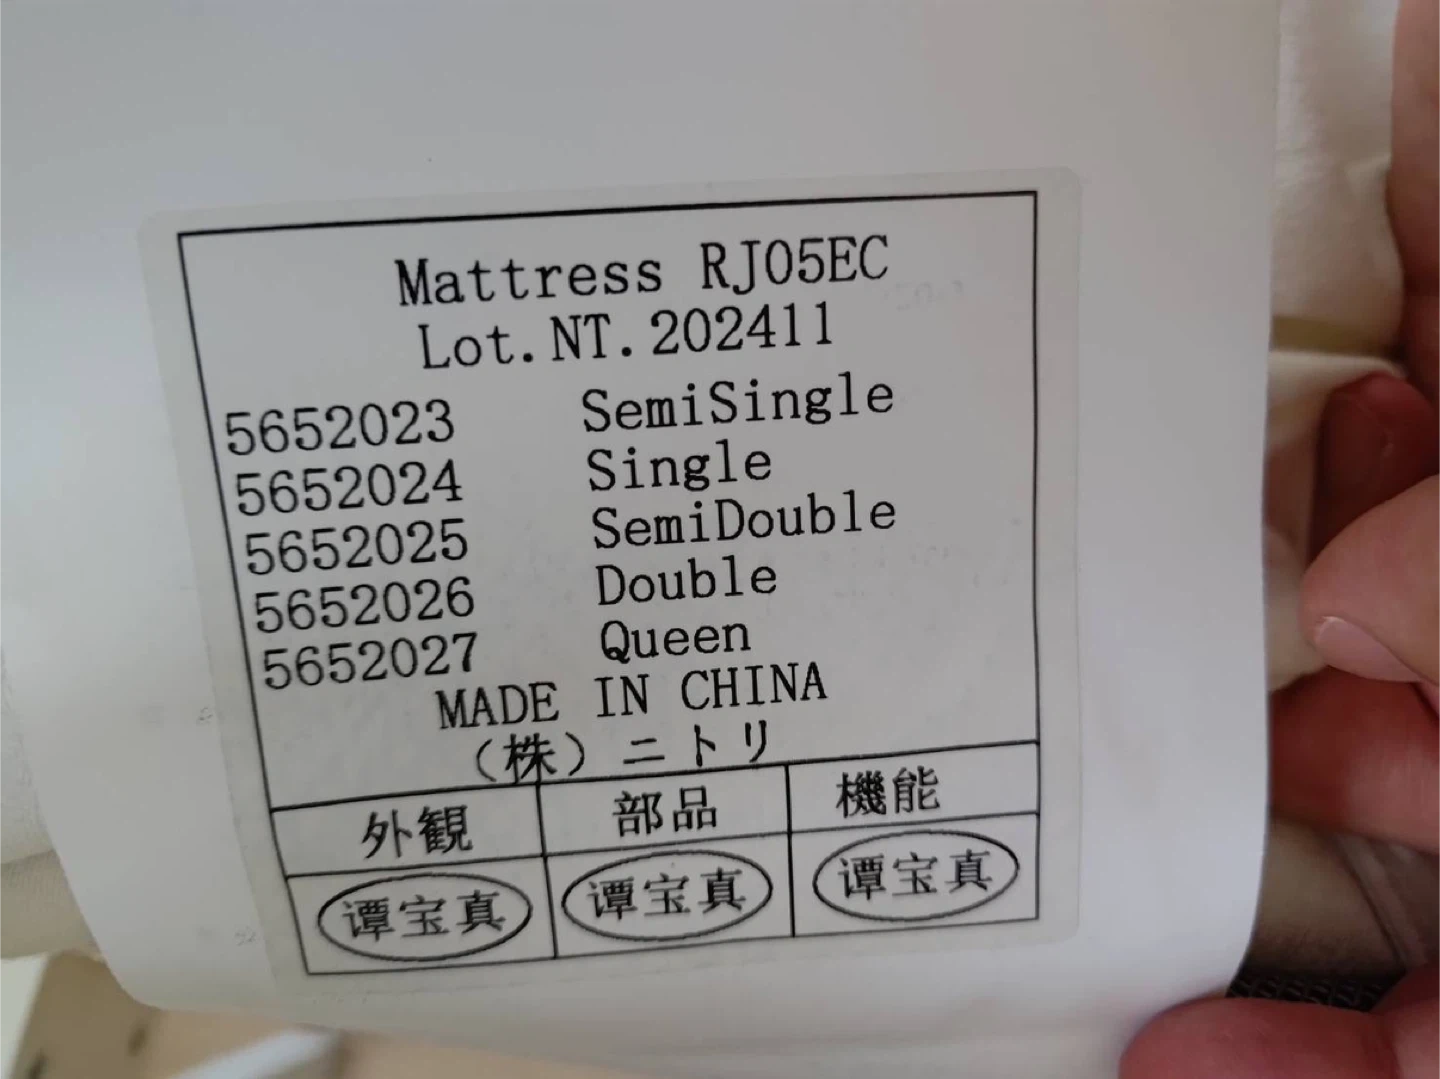 Mattress RJ05EC
Lot.NT.202411
5652023 SemiSingle
5652024 Single
5652025 SemiDouble
5652026 Double
5652027 Queen
MADE IN CHINA
（株）ニトリ
外観 部品 機能
谭宝真 谭宝真 谭宝真